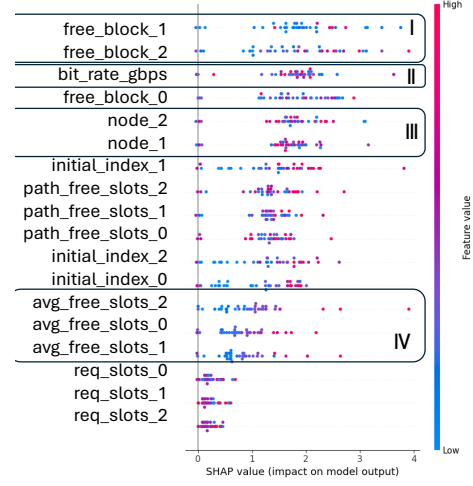 High
free_block_1
I
free_block_2
bit_rate_gbps
II
free_block_0
node_2
III
node_1
initial_index_1
path_free_slots_2
path_free_slots_1
path_free_slots_0
initial_index_2
initial_index_0
avg_free_slots_2
avg_free_slots_0
IV
avg_free_slots_1
req_slots_0
req_slots_1
req_slots_2
Feature value
Low
0 1 2 3 4
SHAP value (impact on model output)